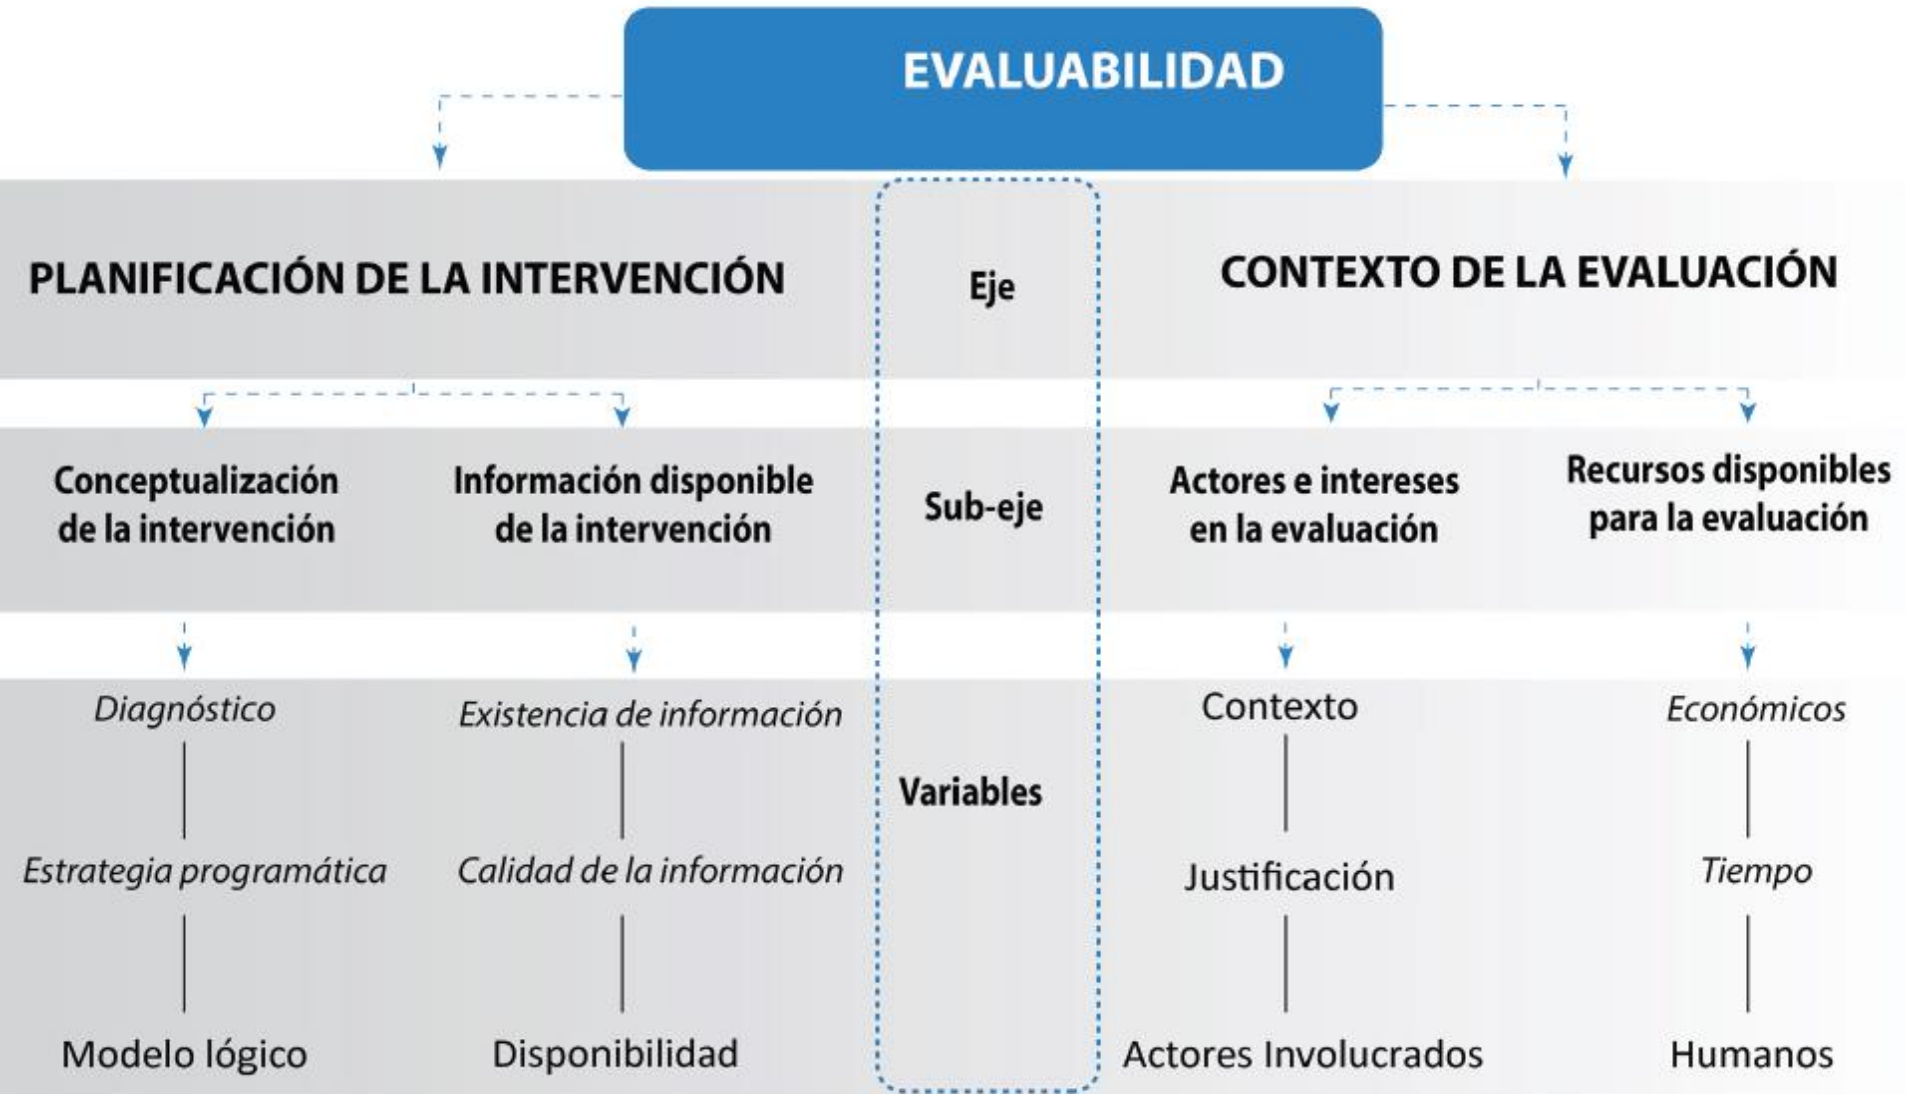 EVALUABILIDAD
PLANIFICACIÓN DE LA INTERVENCIÓN
Eje
CONTEXTO DE LA EVALUACIÓN
Conceptualización
de la intervención
Información disponible
de la intervención
Sub-eje
Actores e intereses
en la evaluación
Recursos disponibles
para la evaluación
Diagnóstico
Existencia de información
Contexto
Económicos
Variables
Estrategia programática
Calidad de la información
Justificación
Tiempo
Modelo lógico
Disponibilidad
Actores Involucrados
Humanos